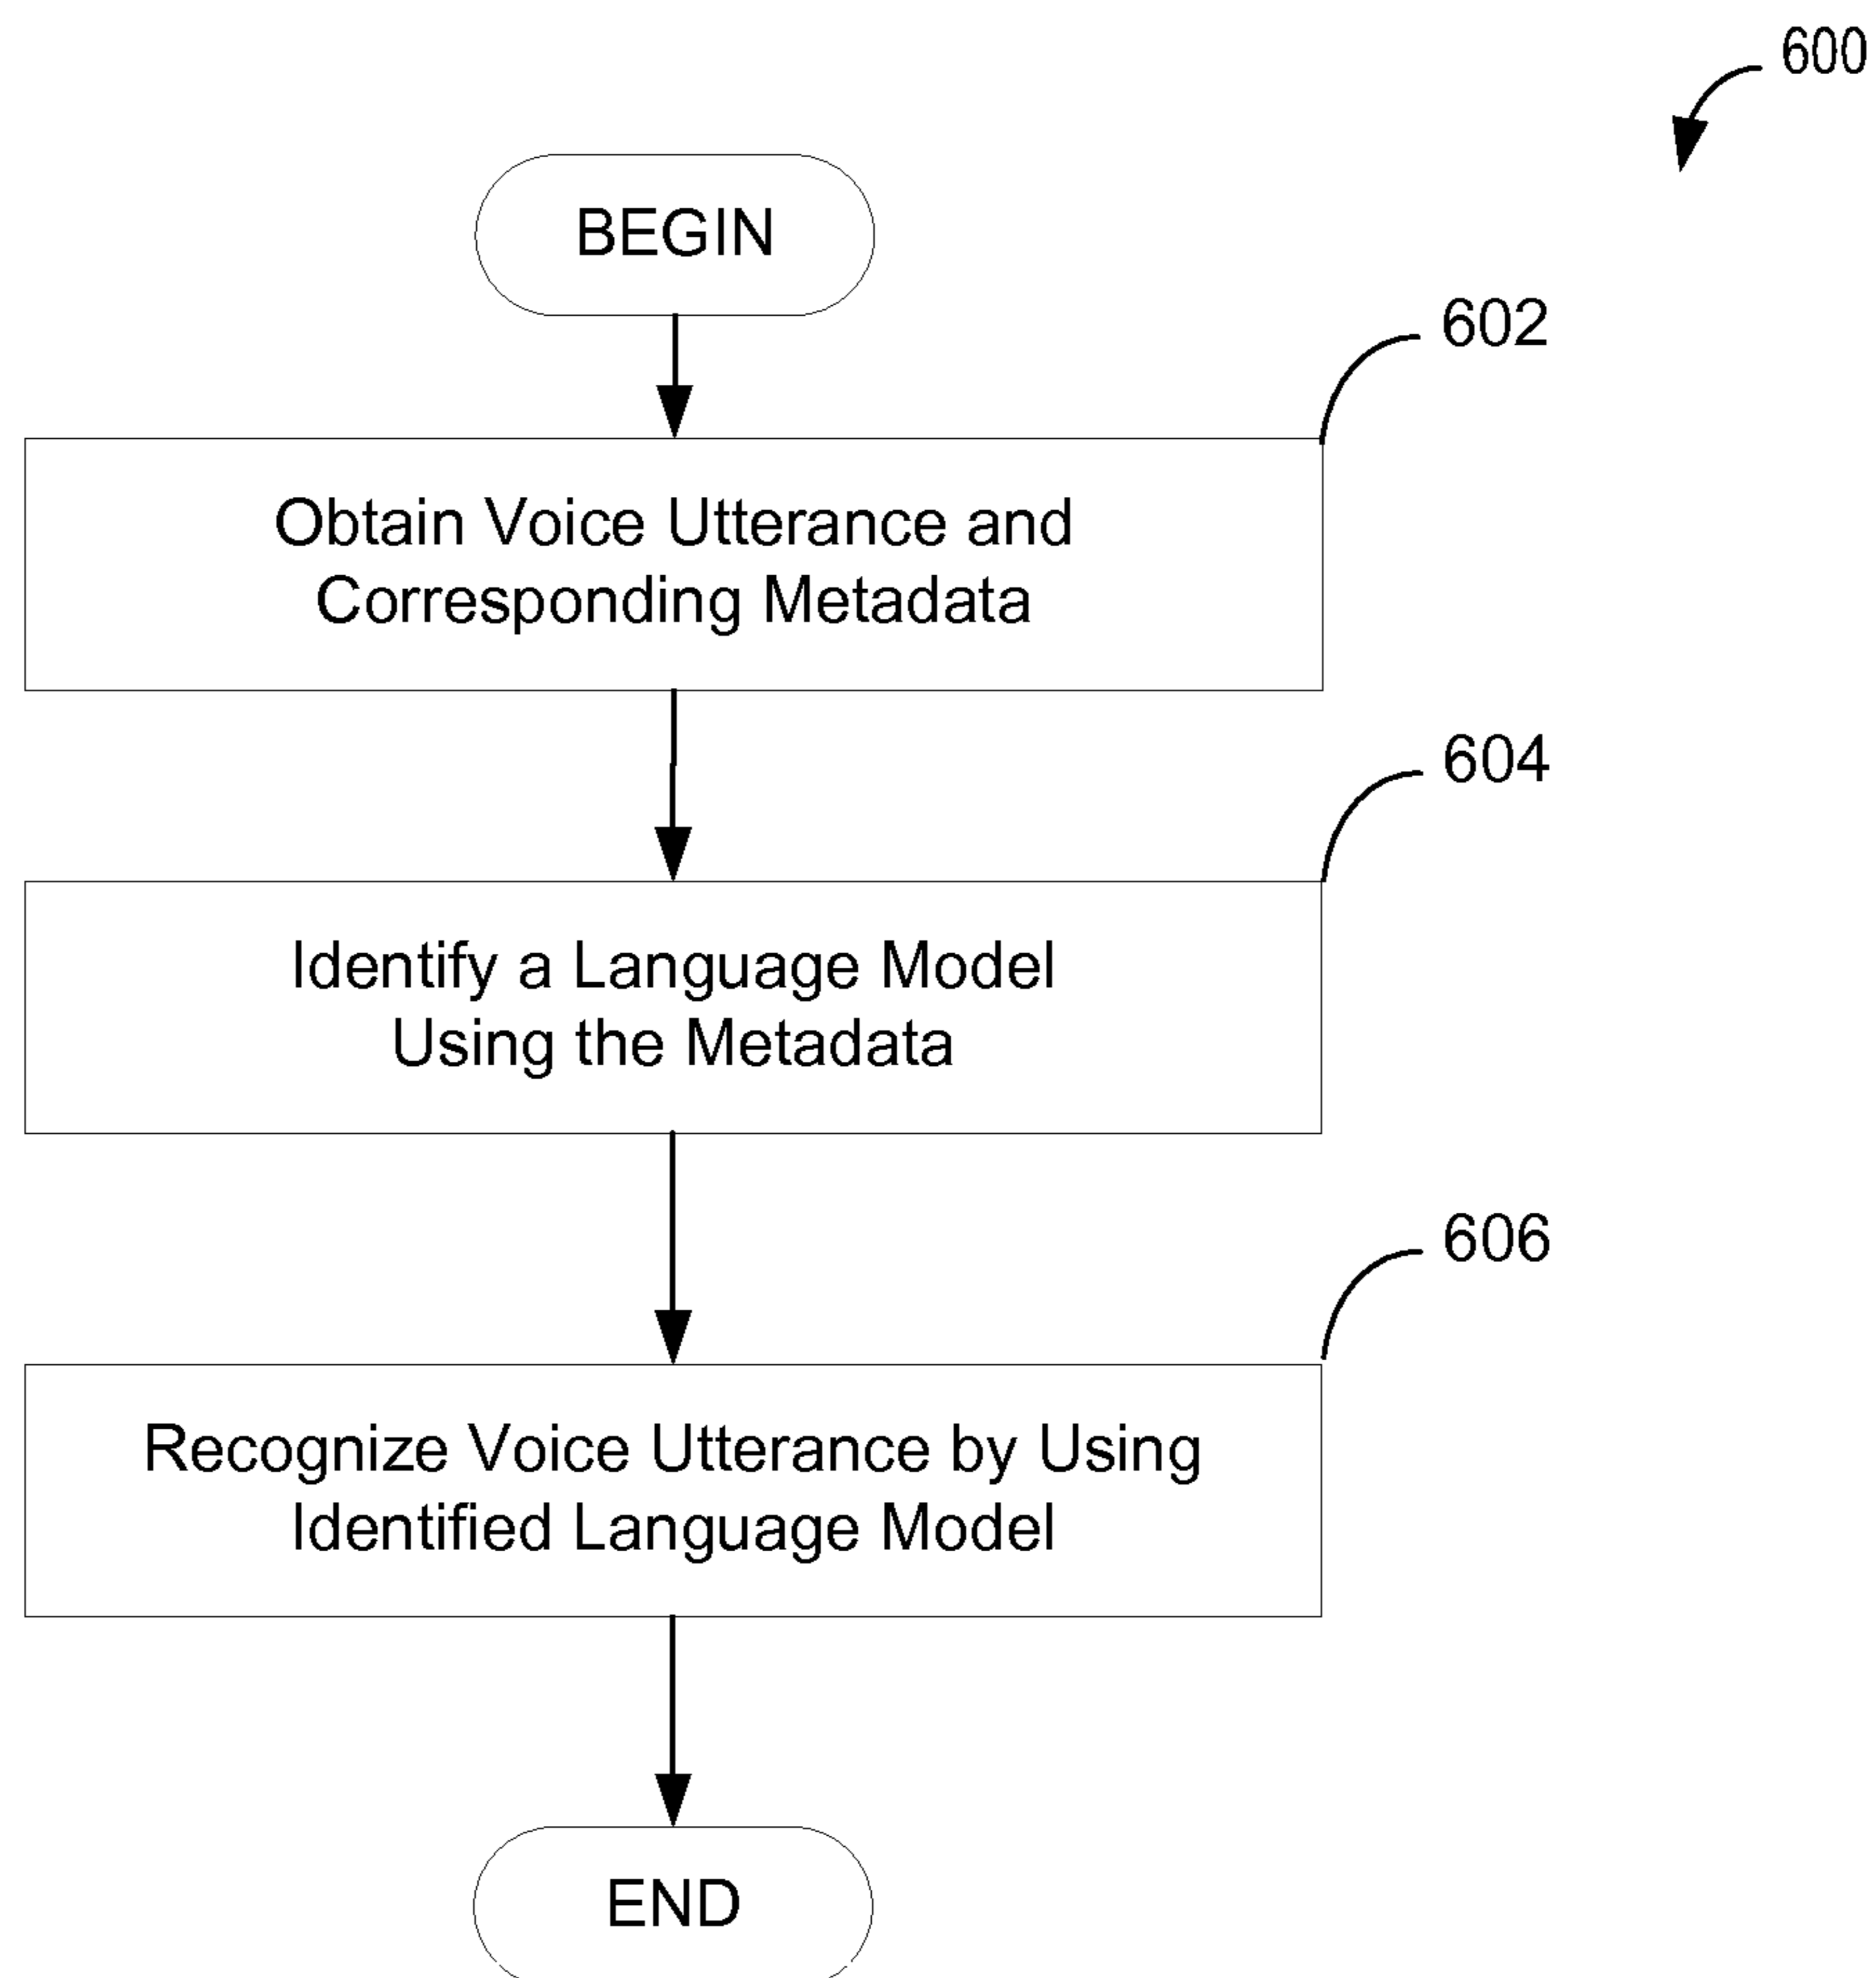 600
BEGIN
602
Obtain Voice Utterance and
Corresponding Metadata
604
Identify a Language Model
Using the Metadata
606
Recognize Voice Utterance by Using
Identified Language Model
END